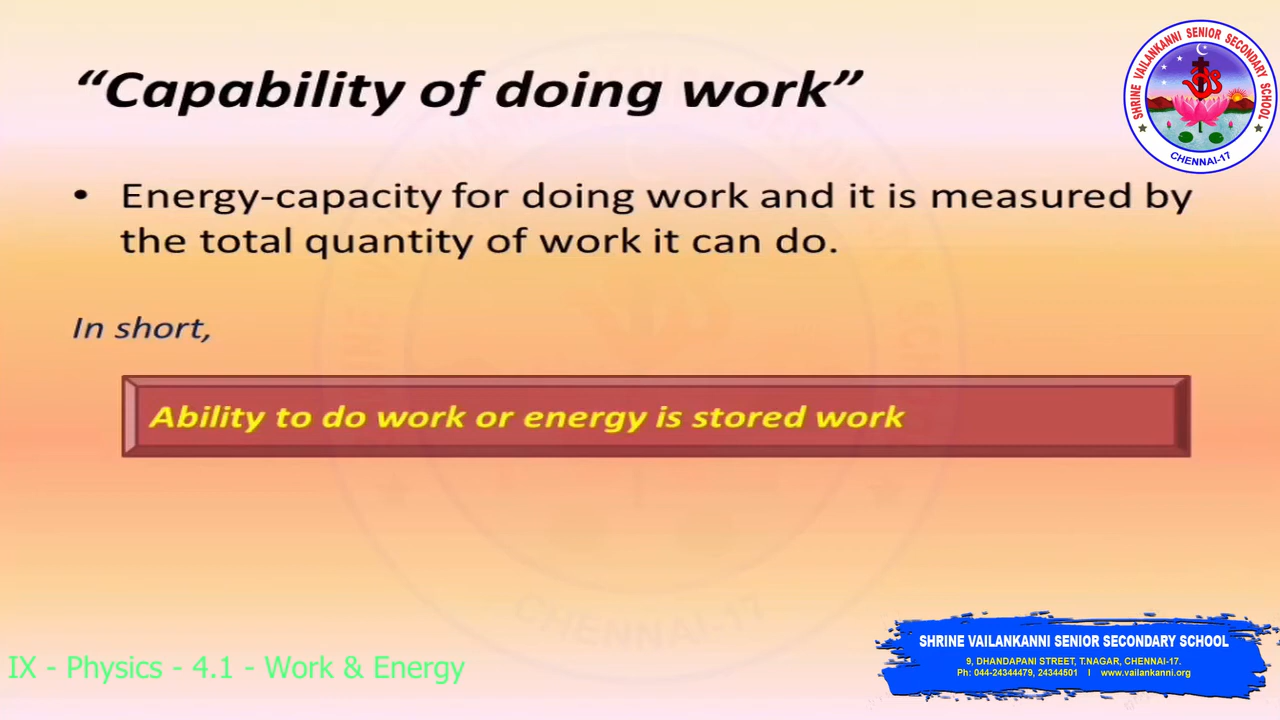 “Capability of doing work”
SHRINE VAILANKANNI SENIOR SECONDARY SCHOOL
CHENNAI-17
• Energy-capacity for doing work and it is measured by
the total quantity of work it can do.
In short,
Ability to do work or energy is stored work
CHENNAI-17
IX - Physics - 4.1 - Work & Energy
SHRINE VAILANKANNI SENIOR SECONDARY SCHOOL
9, DHANDAPANI STREET, T.NAGAR, CHENNAI-17.
Ph: 044-24344479, 24344501 I www.vailankanni.org